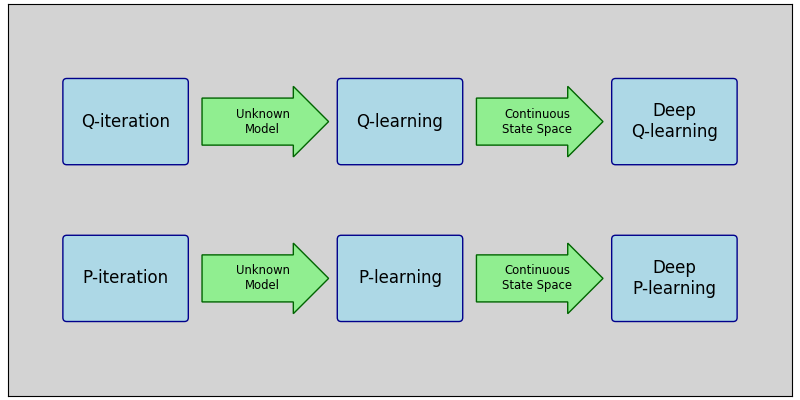 Q-iteration
Unknown
Model
Q-learning
Continuous
State Space
Deep
Q-learning
P-iteration
Unknown
Model
P-learning
Continuous
State Space
Deep
P-learning